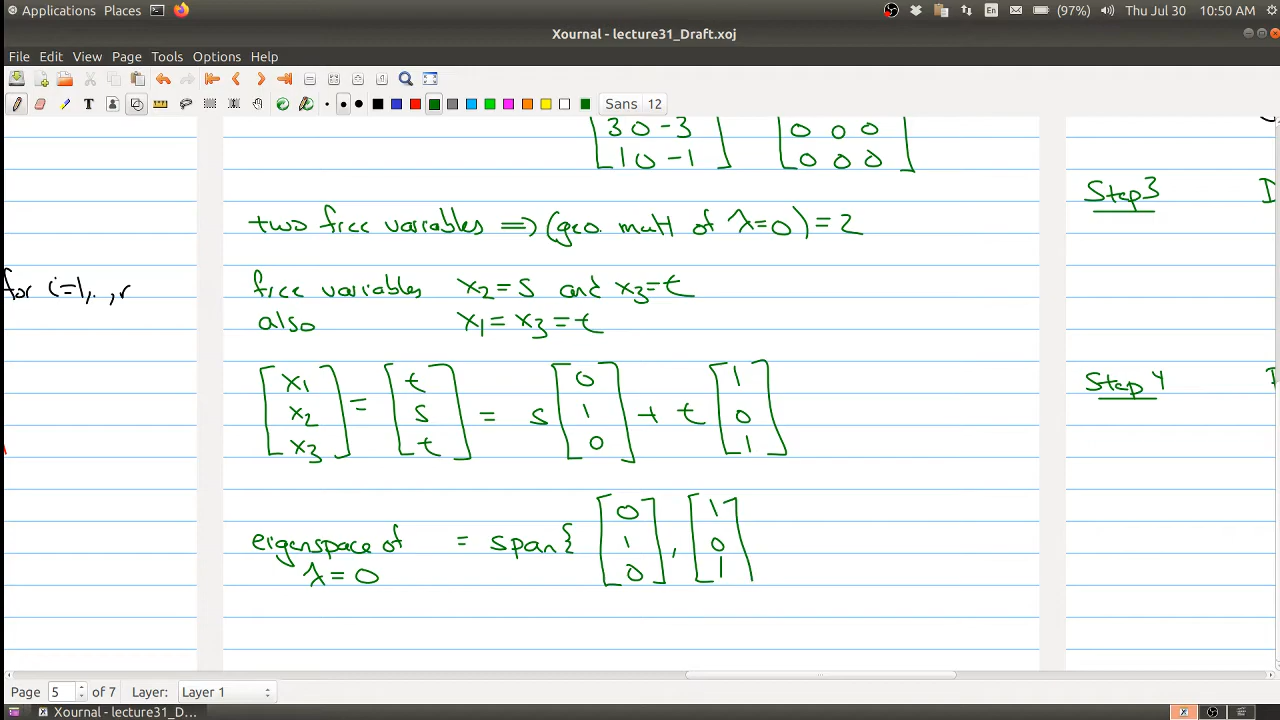 Applications Places (97%) Thu Jul 30 10:50 AM
Xournal - lecture31_Draft.xoj
File Edit View Page Tools Options Help
Sans 12
[3 0 -3] [0 0 0]
[1 0 -1] [0 0 0]
two free variables ⟹ (geo. mult of λ=0) = 2
for i=1,. ,r
free variables x2=s and x3=t
also x1=x3=t
[x1 x2 x3] = [t s t] = s[0 1 0] + t[1 0 1]
eigenspace of λ=0 = span{ [0 1 0], [1 0 1
Step 3 D
Step 4
Page 5 of 7 Layer: Layer 1
Xournal - lecture31_D...